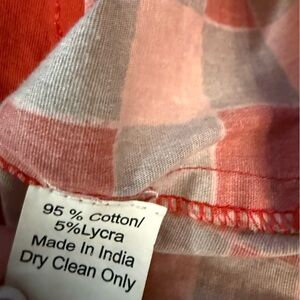 95 % Cotton/
5%Lycra
Made In India
Dry Clean Only